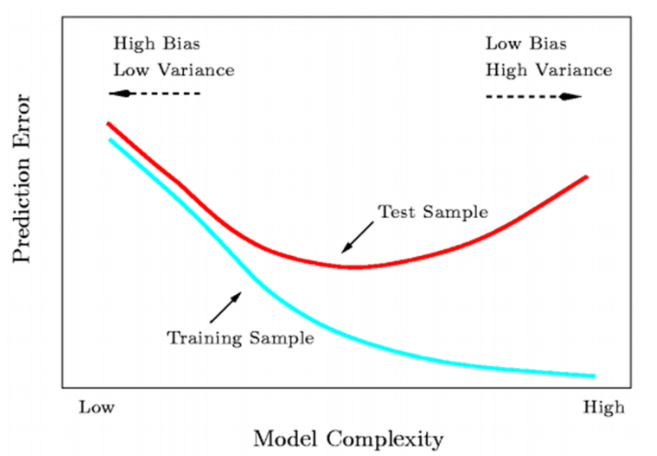 High Bias
Low Variance
Low Bias
High Variance
Prediction Error
Test Sample
Training Sample
Low
High
Model Complexity